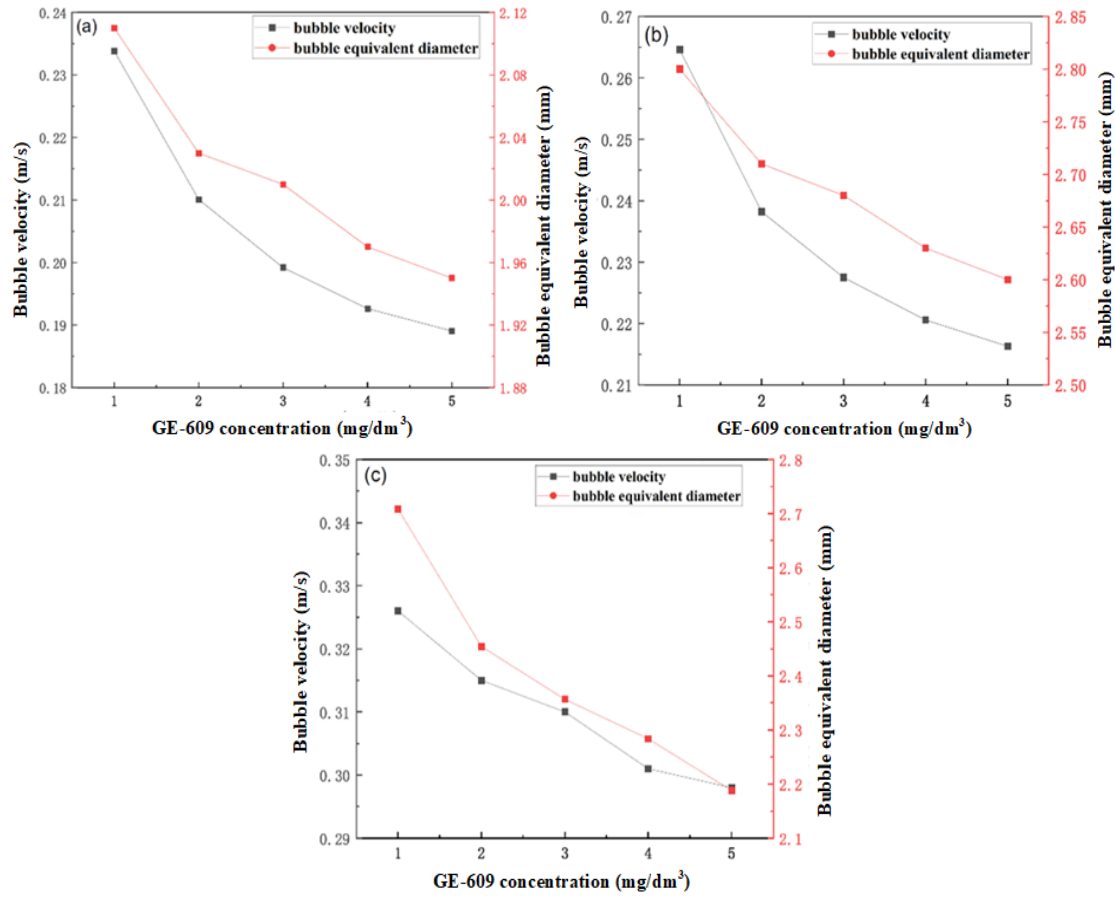 (a)
bubble velocity
bubble equivalent diameter
0.24
0.23
0.22
0.21
0.20
0.19
0.18
Bubble velocity (m/s)
2.12
2.08
2.04
2.00
1.96
1.92
1.88
Bubble equivalent diameter (mm)
1 2 3 4 5
GE-609 concentration (mg/dm³)
(b)
bubble velocity
bubble equivalent diameter
0.27
0.26
0.25
0.24
0.23
0.22
0.21
Bubble velocity (m/s)
2.85
2.80
2.75
2.70
2.65
2.60
2.55
2.50
Bubble equivalent diameter (mm)
1 2 3 4 5
GE-609 concentration (mg/dm³)
(c)
bubble velocity
bubble equivalent diameter
0.35
0.34
0.33
0.32
0.31
0.30
0.29
Bubble velocity (m/s)
2.8
2.7
2.6
2.5
2.4
2.3
2.2
2.1
Bubble equivalent diameter (mm)
1 2 3 4 5
GE-609 concentration (mg/dm³)